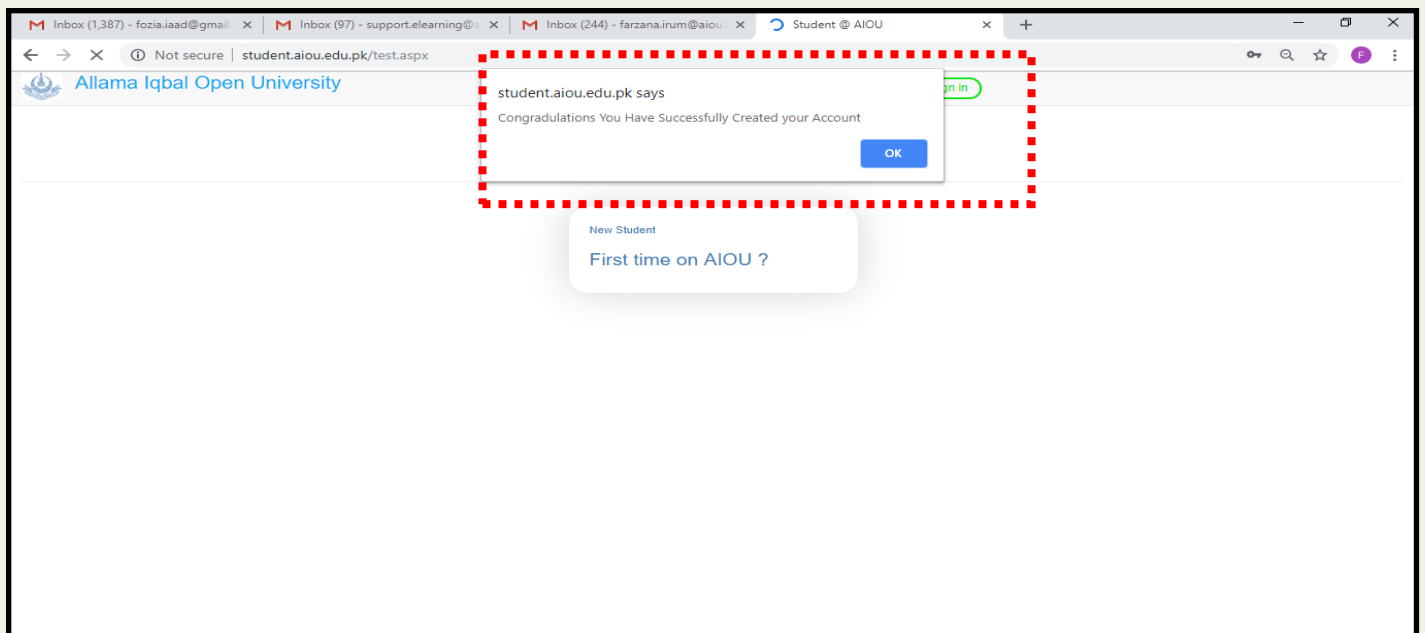 Inbox (1,387) - fozia.iaad@gmail.
Inbox (97) - support.elearning@a
Inbox (244) - farzana.irum@aiou.
Student @ AIOU
Not secure | student.aiou.edu.pk/test.aspx
F
Allama Iqbal Open University
student.aiou.edu.pk says
Congradulations You Have Successfully Created your Account
OK
gn in
New Student
First time on AIOU ?